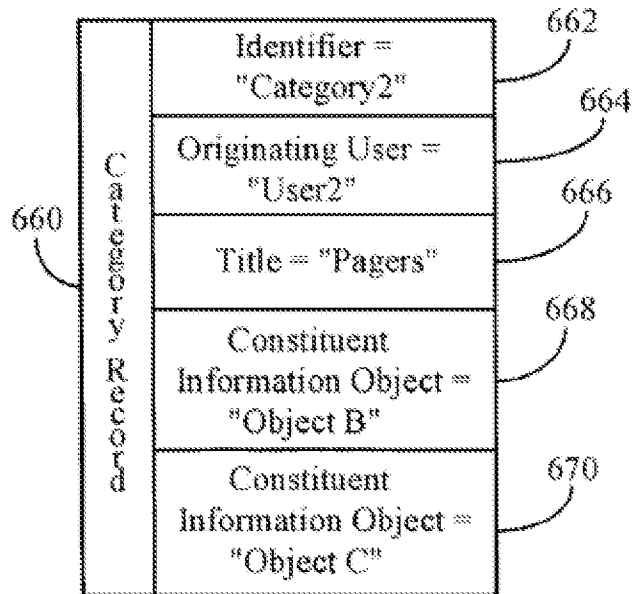 660
Category Record
Identifier =
"Category2"
662
Originating User =
"User2"
664
Title = "Pagers"
666
Constituent
Information Object =
"Object B"
668
Constituent
Information Object =
"Object C"
670